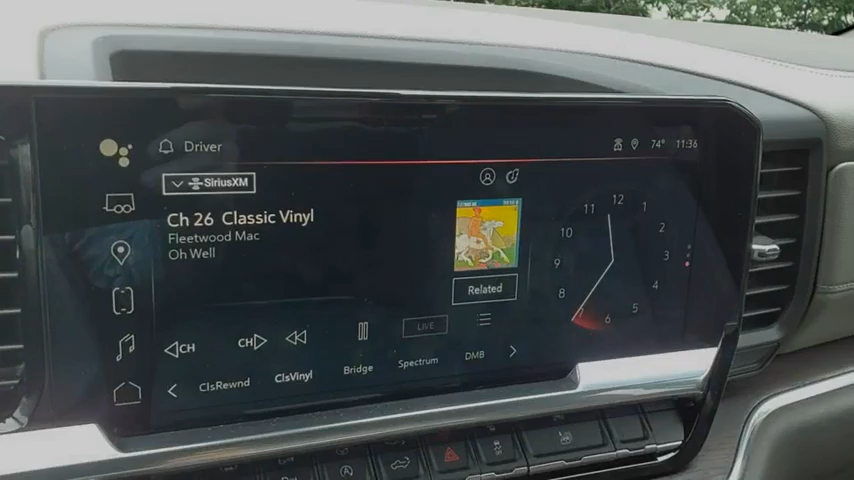 Driver
74° 11:36
SiriusXM
Ch 26 Classic Vinyl
Fleetwood Mac
Oh Well
Related
CH
CH
LIVE
ClsRewnd
ClsVinyl
Bridge
Spectrum
DMB
12
1
2
3
4
5
6
7
8
9
10
11